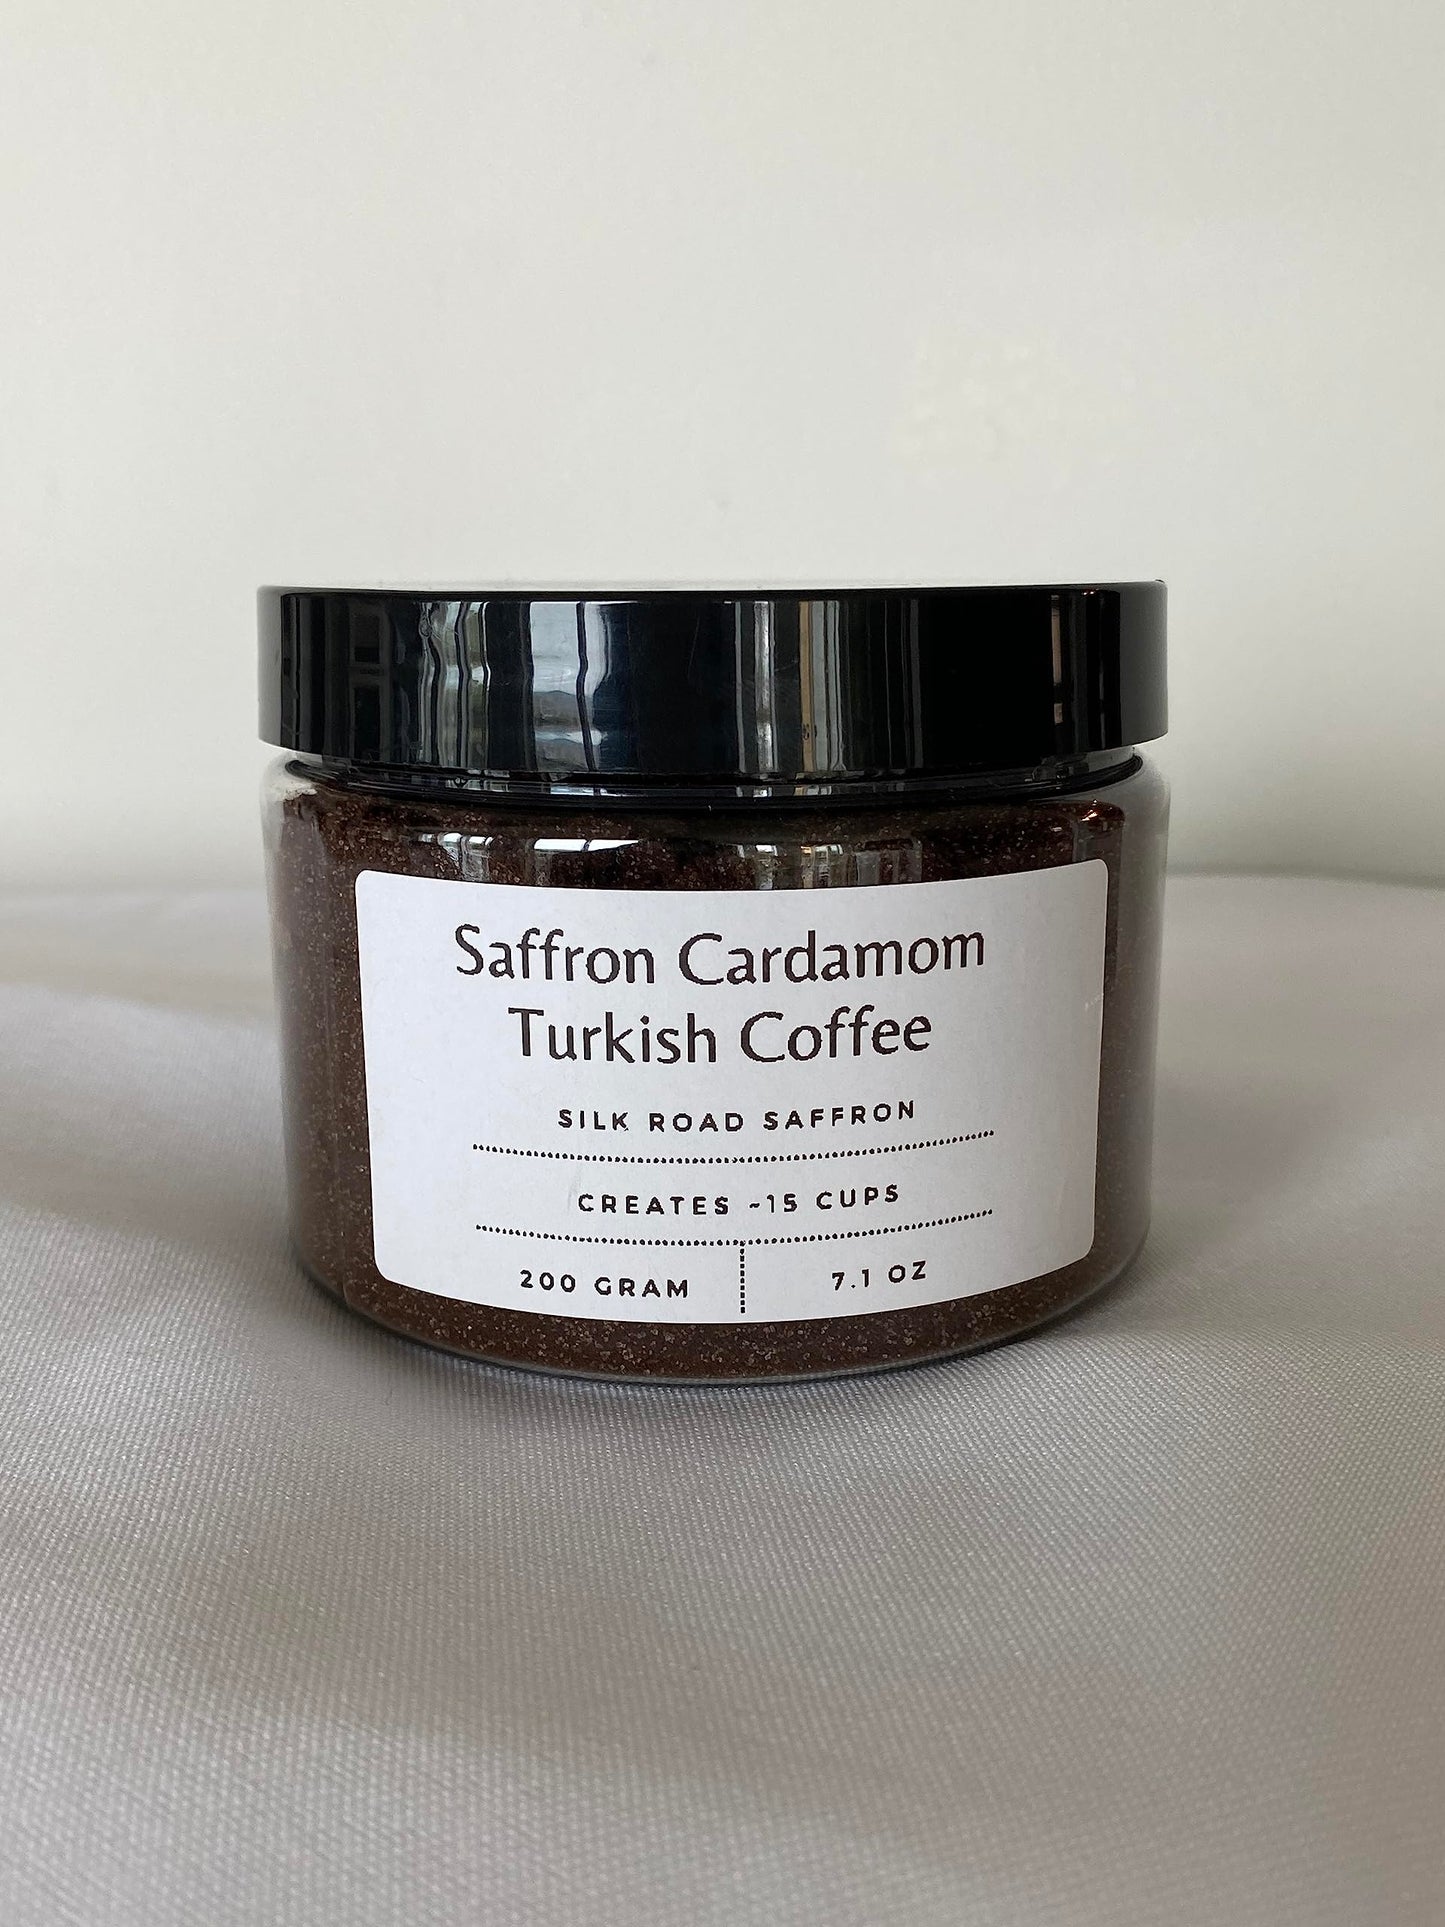 Saffron Cardamom
Turkish Coffee
SILK ROAD SAFFRON
CREATES ~15 CUPS
200 GRAM
7.1 OZ